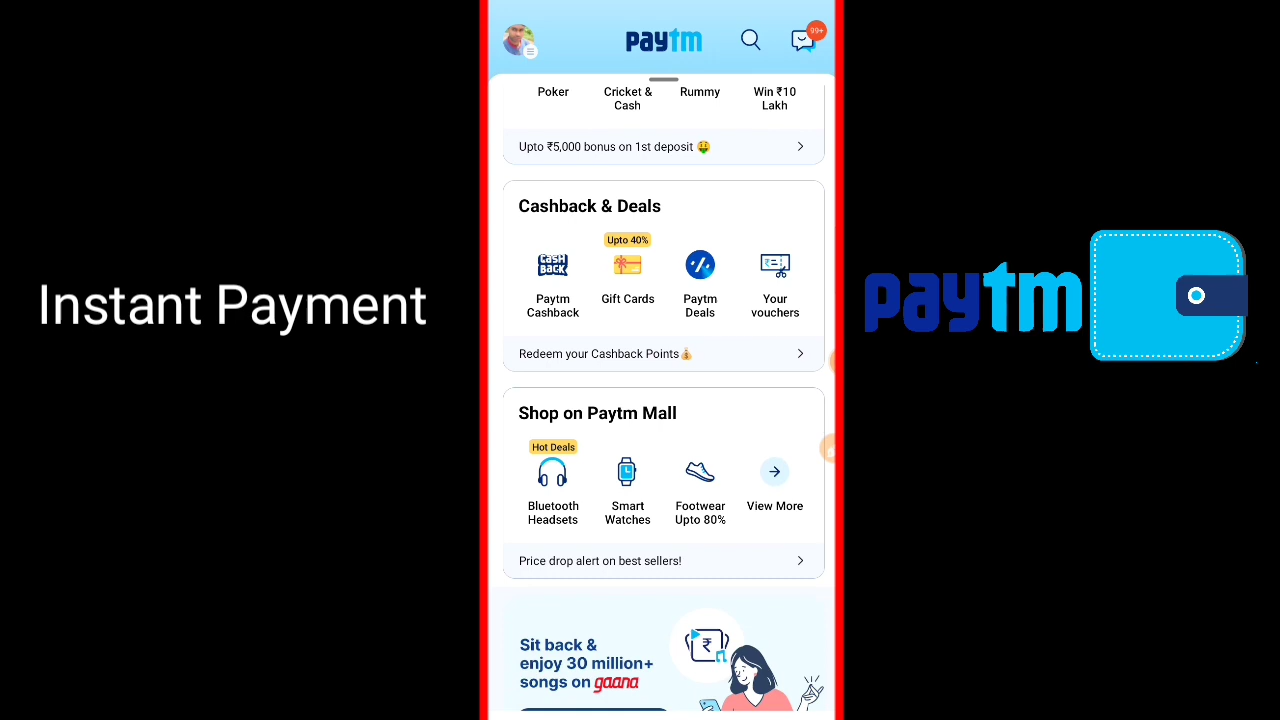 paytm
99+
Poker
Cricket &
Cash
Rummy
Win ₹10
Lakh
Upto ₹5,000 bonus on 1st deposit 🤑
Cashback & Deals
Upto 40%
CASH
BACK
Paytm
Cashback
Gift Cards
Paytm
Deals
Your
vouchers
Redeem your Cashback Points💰
Shop on Paytm Mall
Hot Deals
Bluetooth
Headsets
Smart
Watches
Footwear
Upto 80%
View More
Price drop alert on best sellers!
Sit back &
enjoy 30 million+
songs on gaana
Instant Payment
paytm